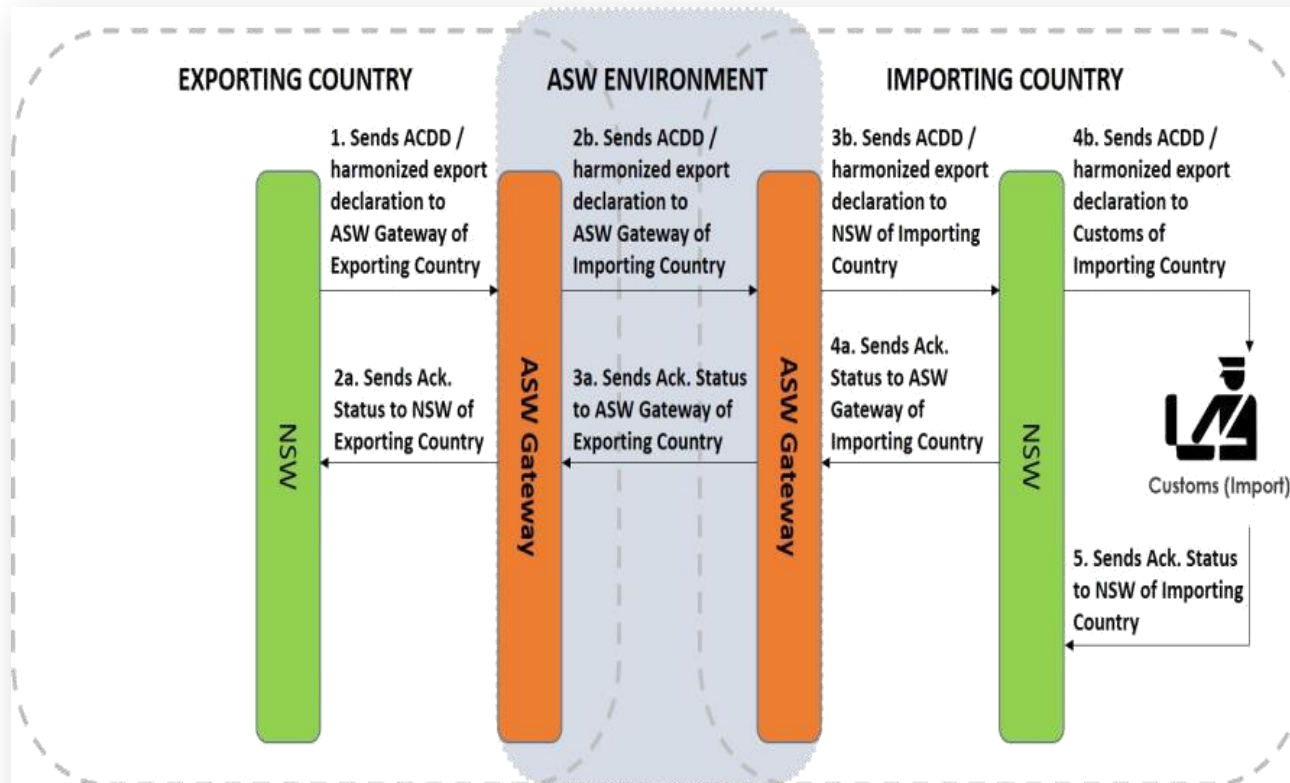 EXPORTING COUNTRY
ASW ENVIRONMENT
IMPORTING COUNTRY
1. Sends ACDD /
harmonized export
declaration to
ASW Gateway of
Exporting Country
2b. Sends ACDD /
harmonized export
declaration to
ASW Gateway of
Importing Country
3b. Sends ACDD /
harmonized export
declaration to
NSW of Importing
Country
4b. Sends ACDD /
harmonized export
declaration to
Customs of
Importing Country
2a. Sends Ack.
Status to NSW of
Exporting Country
3a. Sends Ack. Status
to ASW Gateway of
Exporting Country
4a. Sends Ack.
Status to ASW
Gateway of
Importing Country
NSW
ASW Gateway
ASW Gateway
NSW
Customs (Import)
5. Sends Ack. Status
to NSW of Importing
Country